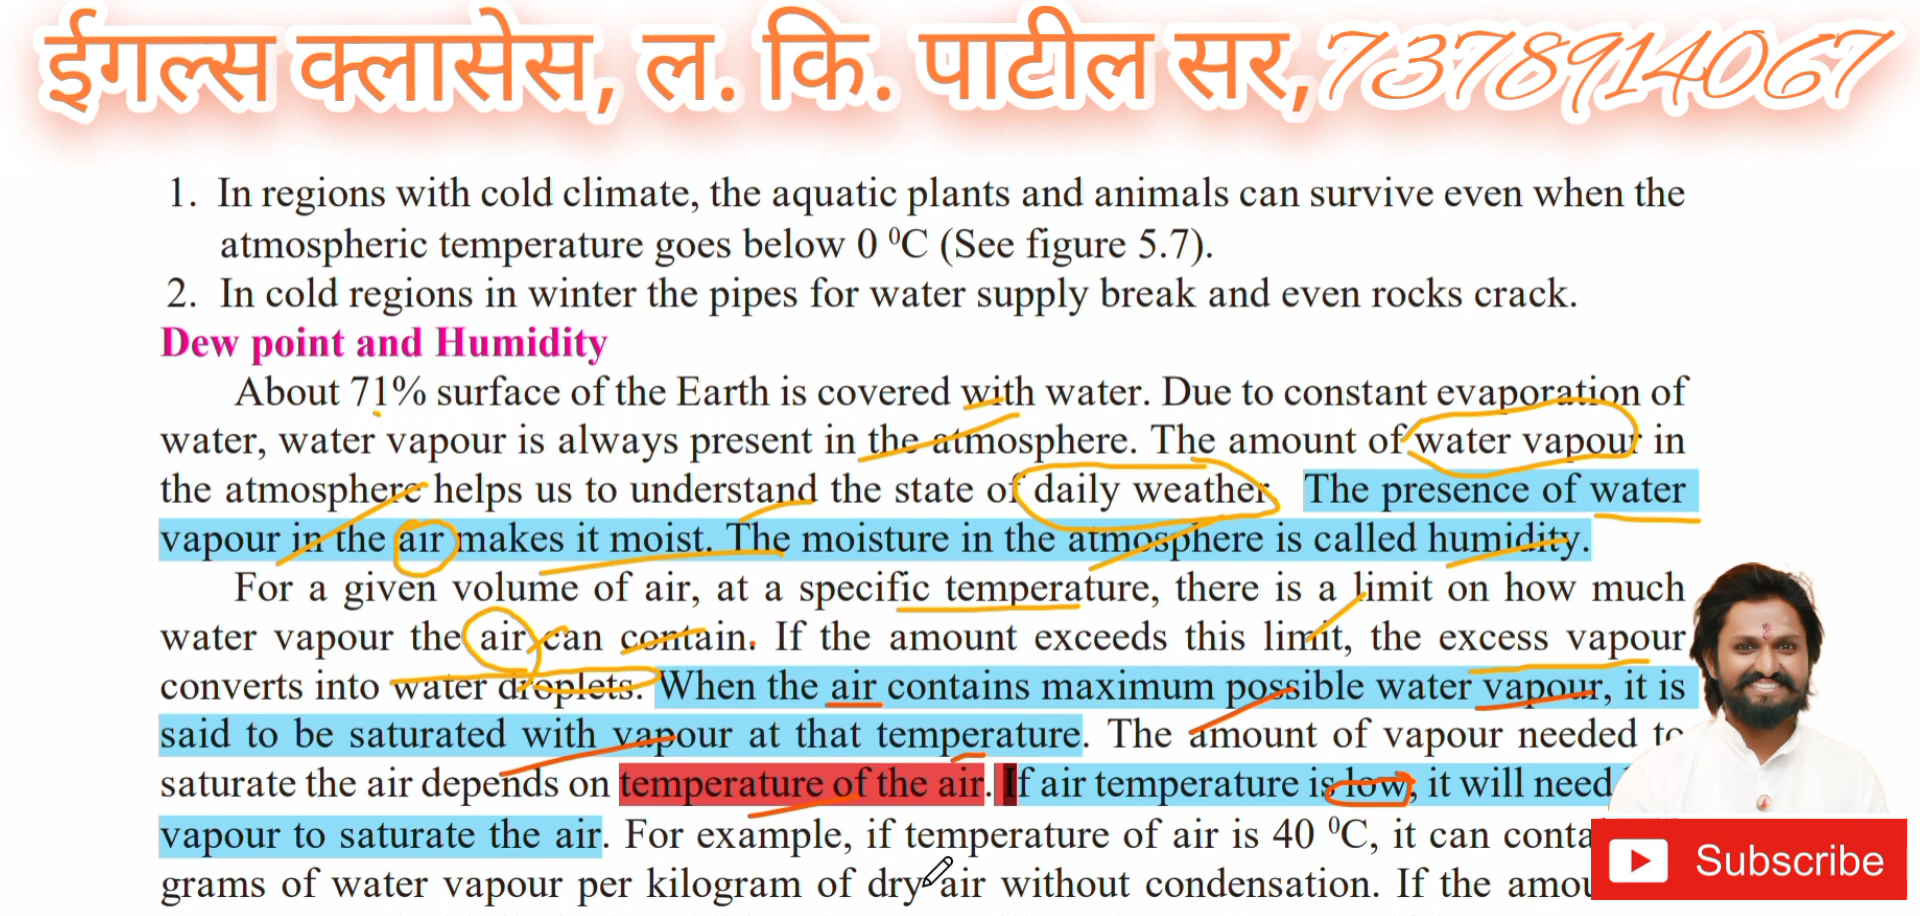 ईगल्स क्लासेस, ल. कि. पाटील सर, 7378914067
1. In regions with cold climate, the aquatic plants and animals can survive even when the
atmospheric temperature goes below 0 ⁰C (See figure 5.7).
2. In cold regions in winter the pipes for water supply break and even rocks crack.
Dew point and Humidity
About 71% surface of the Earth is covered with water. Due to constant evaporation of
water, water vapour is always present in the atmosphere. The amount of water vapour in
the atmosphere helps us to understand the state of daily weather. The presence of water
vapour in the air makes it moist. The moisture in the atmosphere is called humidity.
For a given volume of air, at a specific temperature, there is a limit on how much
water vapour the air can contain. If the amount exceeds this limit, the excess vapour
converts into water droplets. When the air contains maximum possible water vapour, it is
said to be saturated with vapour at that temperature. The amount of vapour needed to
saturate the air depends on temperature of the air. If air temperature is low, it will need
vapour to saturate the air. For example, if temperature of air is 40 ⁰C, it can
grams of water vapour per kilogram of dry air without condensation. If the
Subscribe